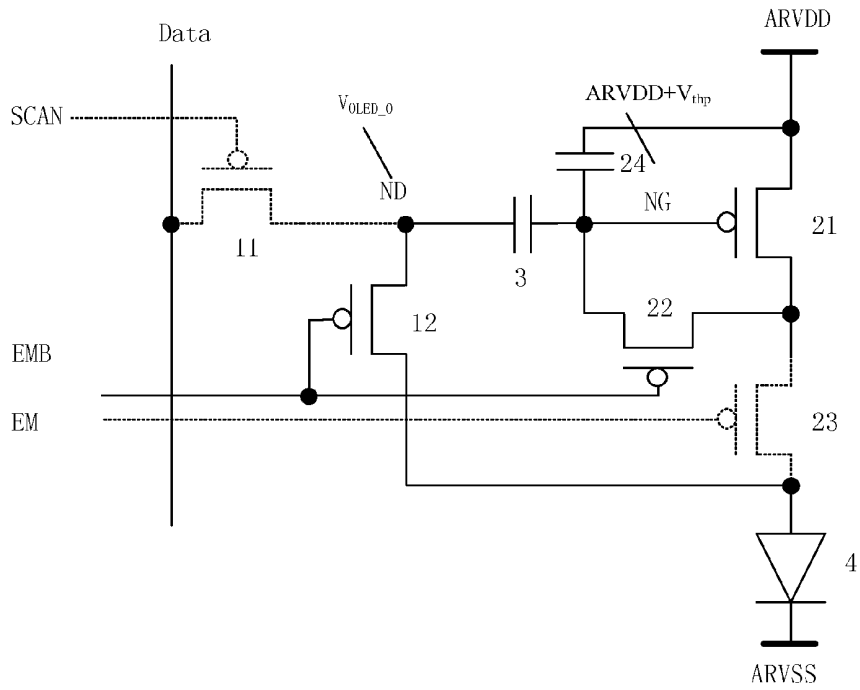 ARVDD
Data
SCAN
V_OLED_0
ARVDD+V_thp
24
ND
NG
21
11
3
22
12
EMB
EM
23
4
ARVSS